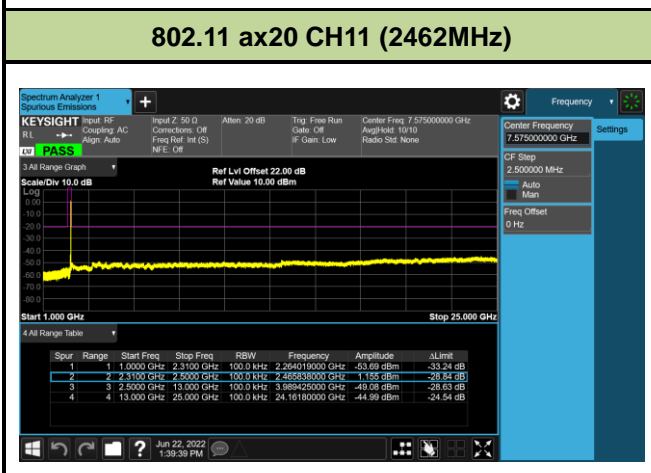 802.11 ax20 CH11 (2462MHz)
Spectrum Analyzer 1
Spurious Emissions
Frequency
KEYSIGHT Input: RF Input Z: 50 Ω Atten: 20 dB Trig: Free Run Center Freq: 7.575000000 GHz
RL Coupling: AC Corrections: Off Gate: Off Avg|Hold: 10/10
Align: Auto Freq Ref: Int (S) IF Gain: Low Radio Std: None
LXI PASS NFE: Off
Center Frequency
7.575000000 GHz
Settings
CF Step
2.500000 MHz
Auto
Man
Freq Offset
0 Hz
3 All Range Graph
Ref Lvl Offset 22.00 dB
Scale/Div 10.0 dB Ref Value 10.00 dBm
Log
0.00
-10.0
-20.0
-30.0
-40.0
-50.0
-60.0
-70.0
-80.0
Start 1.000 GHz Stop 25.000 GHz
4 All Range Table
Spur Range Start Freq Stop Freq RBW Frequency Amplitude ΔLimit
1 1 1.0000 GHz 2.3100 GHz 100.0 kHz 2.264019000 GHz -53.69 dBm -33.24 dB
2 2 2.3100 GHz 2.5000 GHz 100.0 kHz 2.465838000 GHz 1.155 dBm -28.84 dB
3 3 2.5000 GHz 13.000 GHz 100.0 kHz 3.989425000 GHz -49.08 dBm -28.63 dB
4 4 13.000 GHz 25.000 GHz 100.0 kHz 24.16180000 GHz -44.99 dBm -24.54 dB
Jun 22, 2022
1:39:39 PM